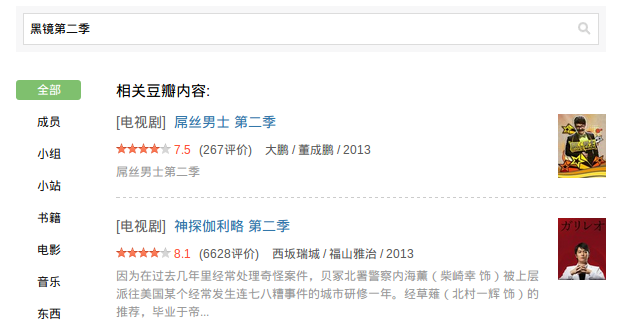 黑镜第二季
全部
成员
小组
小站
书籍
电影
音乐
东西
相关豆瓣内容:
[电视剧] 屌丝男士 第二季
7.5 (267评价) 大鹏 / 董成鹏 / 2013
屌丝男士第二季
[电视剧] 神探伽利略 第二季
8.1 (6628评价) 西坂瑞城 / 福山雅治 / 2013
因为在过去几年里经常处理奇怪案件，贝冢北署警察内海薰（柴崎幸 饰）被上层
派往美国某个经常发生连七八糟事件的城市研修一年。经草薙（北村一辉 饰）的
推荐，毕业于帝...
ガリレオ